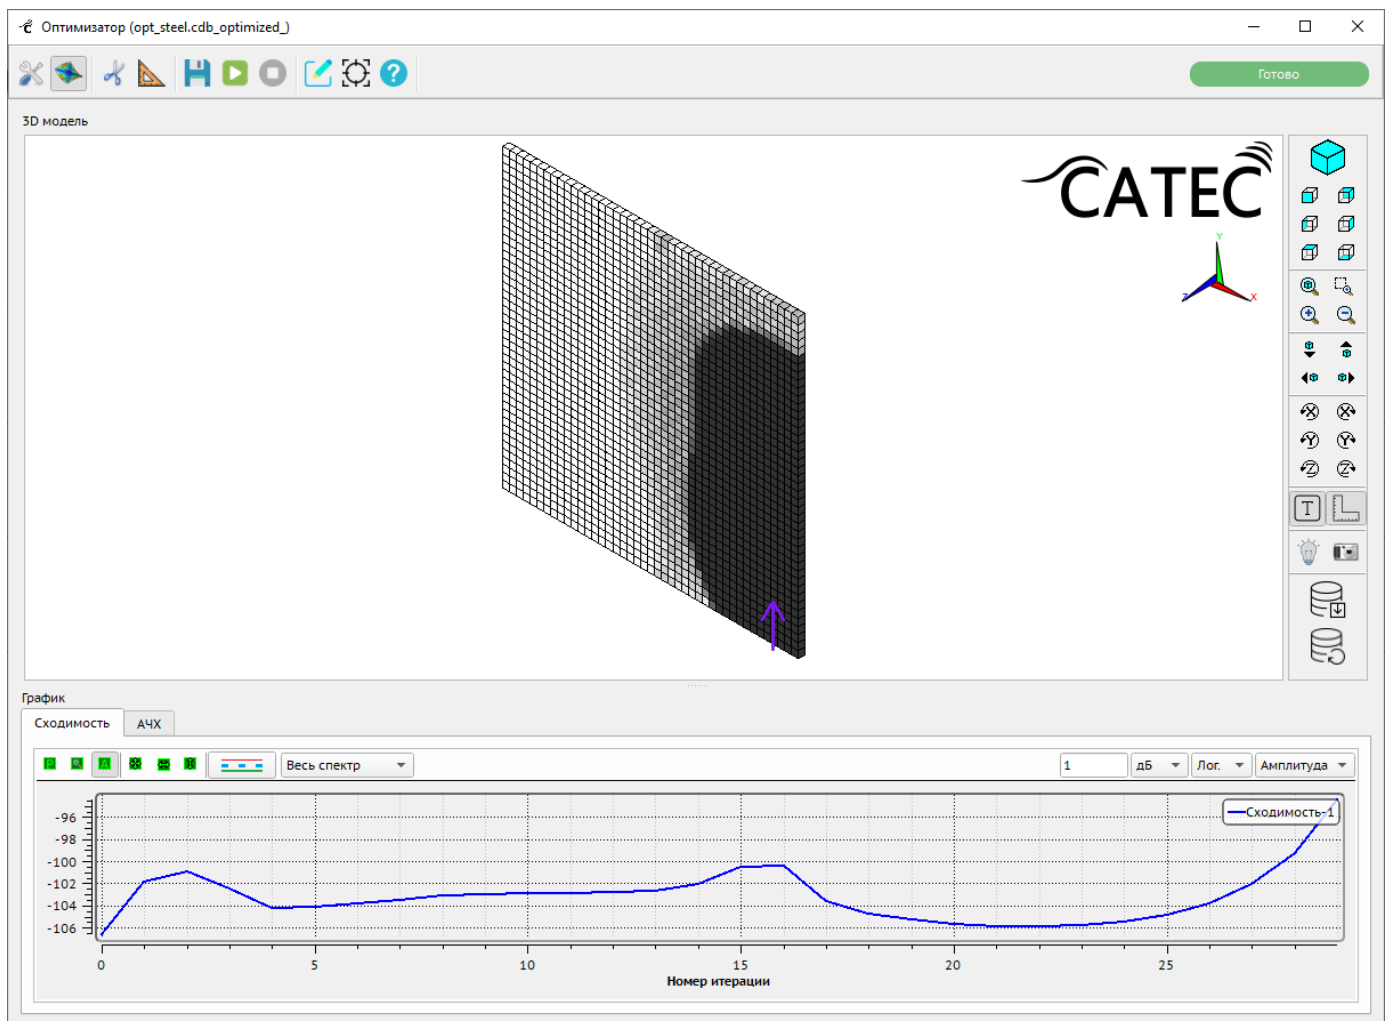 Оптимизатор (opt_steel.cdb_optimized_)
Готово
3D модель
CATEC
Y
Z
X
X X
Y Y
Z Z
T
График
Сходимость АЧХ
P A
Весь спектр 1 дБ Лог. Амплитуда
Сходимость-1
-96
-98
-100
-102
-104
-106
0 5 10 15 20 25
Номер итерации